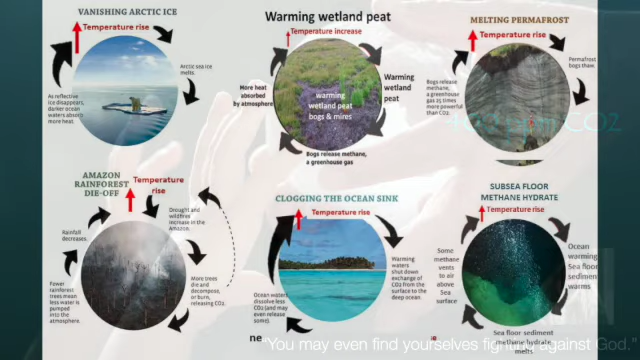 VANISHING ARCTIC ICE
Temperature rise
Arctic sea ice
melts.
As reflective
ice disappears,
darker ocean
waters absorb
more heat.
Warming wetland peat
Temperature increase
Warming
wetland
peat
warming
wetland peat
bogs & mires
More heat
absorbed
by atmosphere
Bogs release methane,
a greenhouse gas
MELTING PERMAFROST
Temperature rise
Permafrost
bogs thaw.
Bogs release
methane,
a greenhouse
gas 25 times
more powerful
than CO2.
400 ppm CO2
AMAZON
RAINFOREST
DIE-OFF
Temperature
rise
Drought and
wildfires
increase in the
Amazon.
More trees
die and
decompose,
or burn,
releasing CO2.
Fewer
rainforest
trees mean
less water is
pumped
into the
atmosphere.
Rainfall
decreases.
CLOGGING THE OCEAN SINK
Temperature rise
Warming
waters
shut down
exchange of
CO2 from the
surface to the
deep ocean.
Ocean waters
dissolve less
CO2 (and may
even release
some).
SUBSEA FLOOR
METHANE HYDRATE
Temperature rise
Ocean
warming
Sea floor
sediment
warms
Sea floor sediment
methane hydrate
melts
Some
methane
vents to
air
above
Sea
surface
ne
"You may even find yourselves fighting against God."